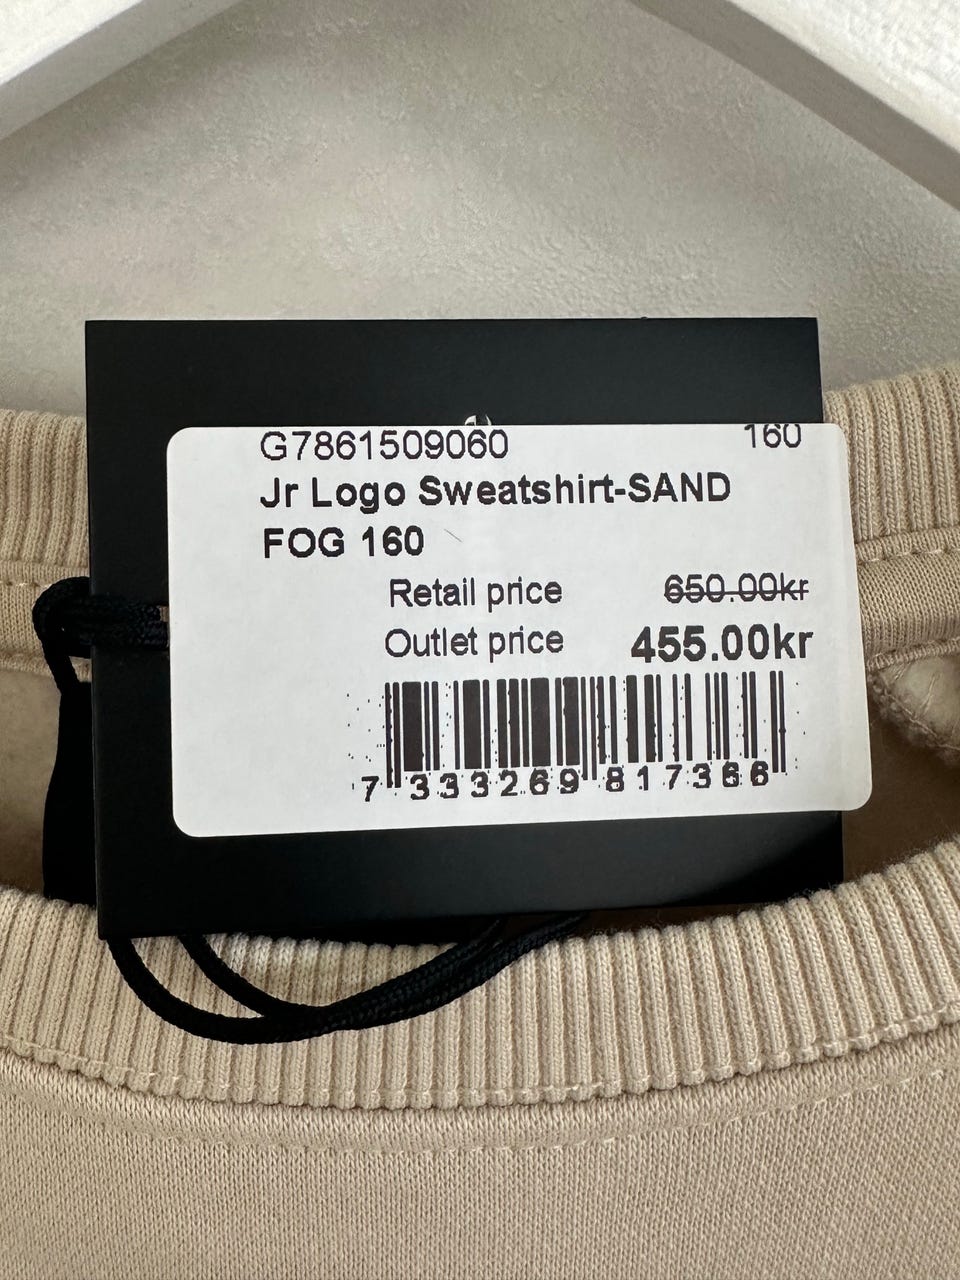 G7861509060 160
Jr Logo Sweatshirt-SAND
FOG 160
Retail price 650.00kr
Outlet price 455.00kr
7 333269 817366